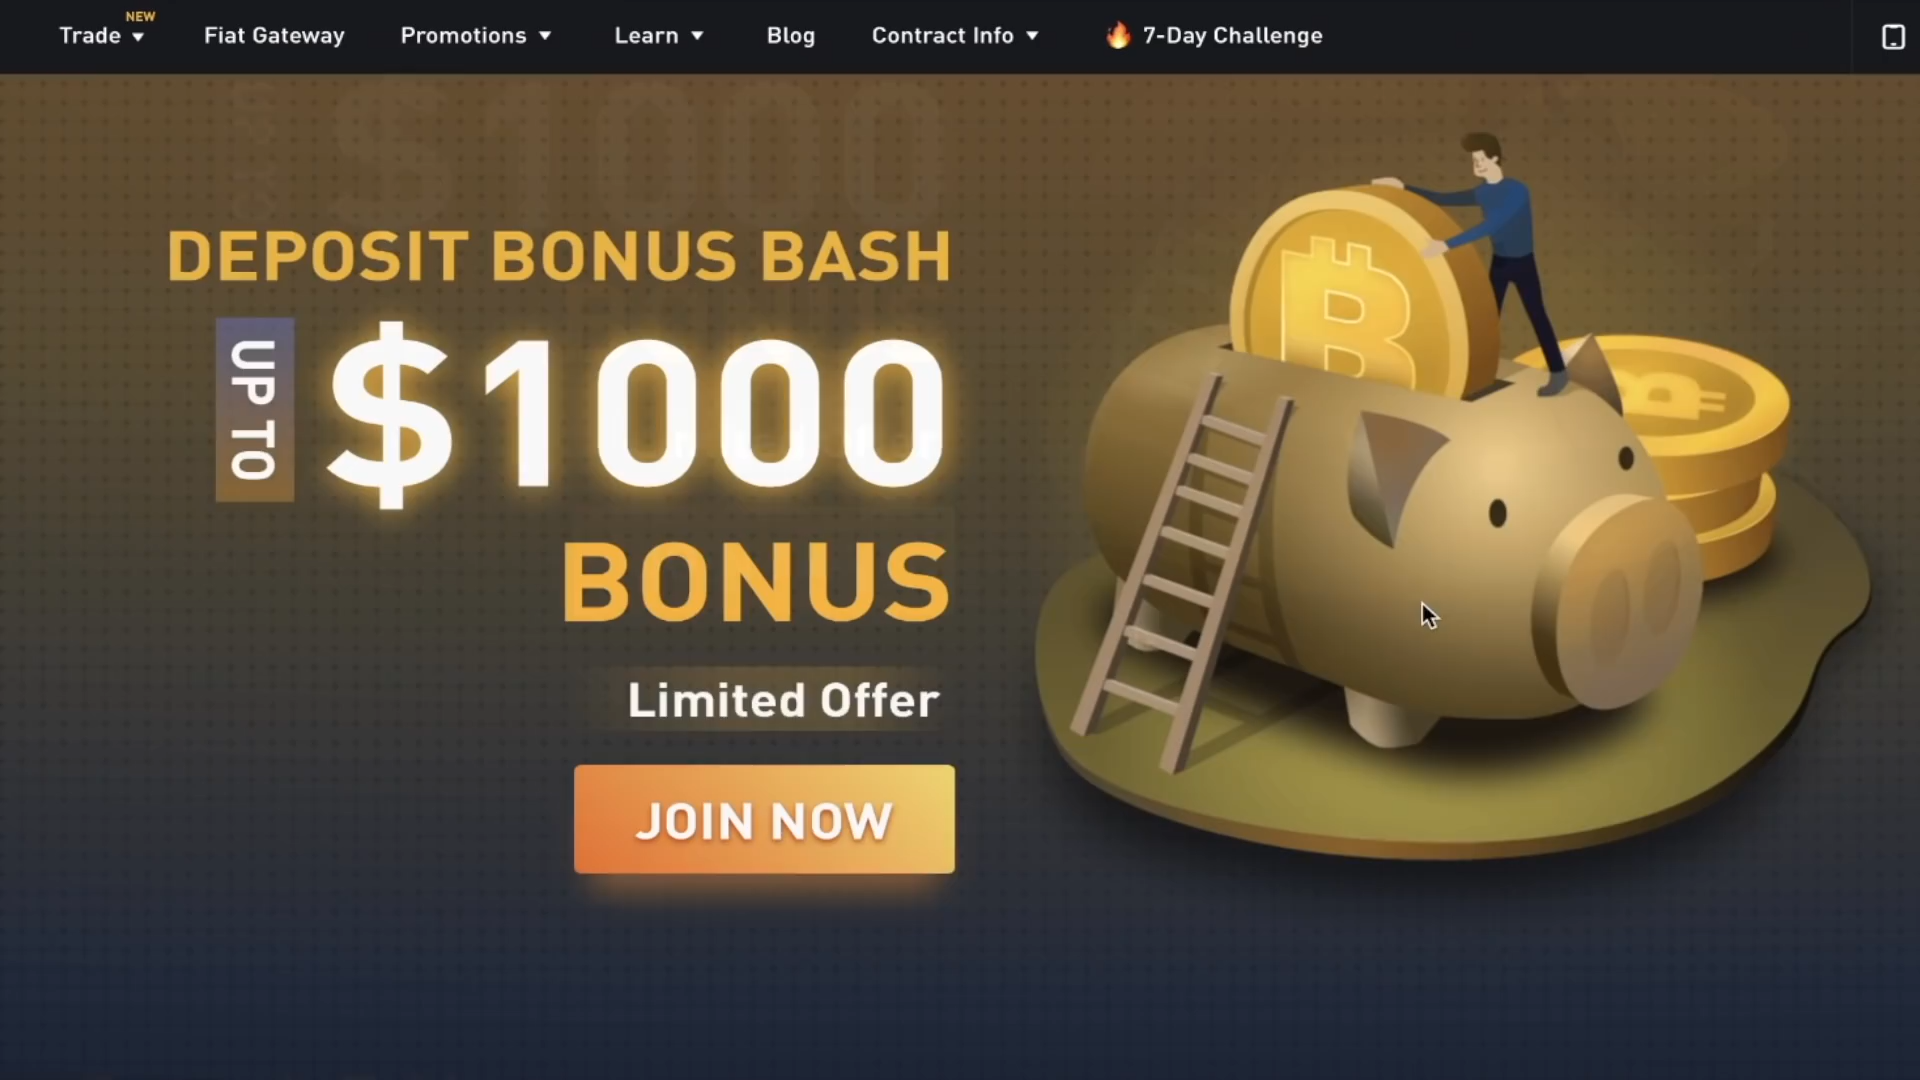 NEW
Trade Fiat Gateway Promotions Learn Blog Contract Info 7-Day Challenge
DEPOSIT BONUS BASH
UP TO $1000
BONUS
Limited Offer
JOIN NOW